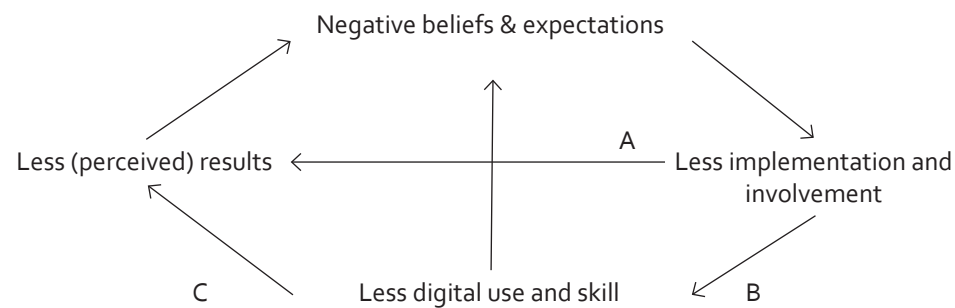 Negative beliefs & expectations
A
Less (perceived) results
Less implementation and
involvement
C
Less digital use and skill
B